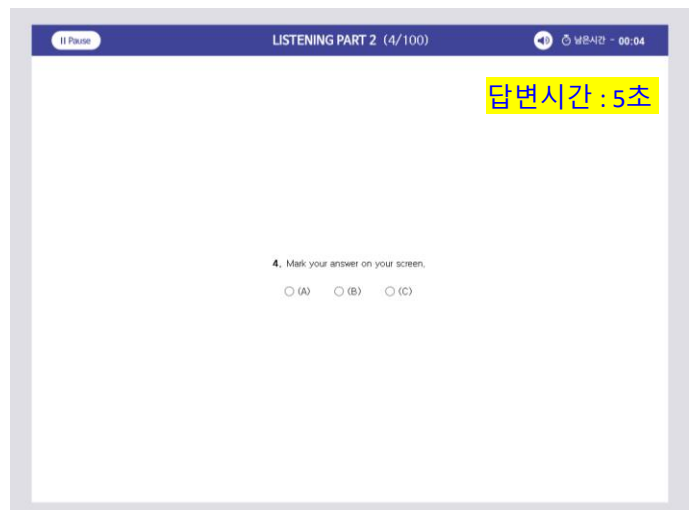 II Pause
LISTENING PART 2 (4/100)
남은시간 - 00:04
답변시간 : 5초
4. Mark your answer on your screen.
(A) (B) (C)